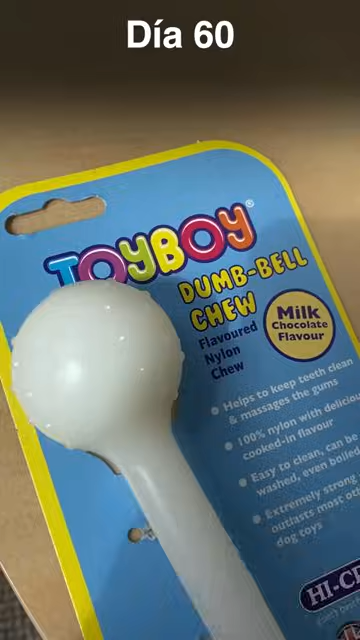 Día 60
TOYBOY®
DUMB-BELL
CHEW
Flavoured
Nylon
Chew
Milk
Chocolate
Flavour
• Helps to keep teeth clean
& massages the gums
• 100% nylon with
cooked-in flavour
• Easy to clean, can be
washed, even boiled
• Extremely strong
outlasts most
dog toys